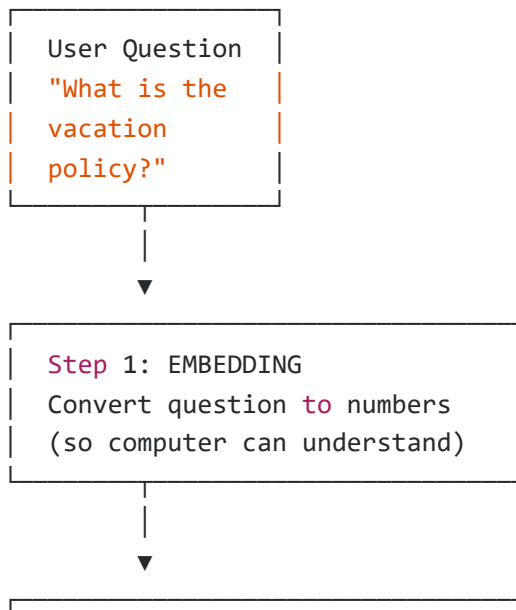 User Question
"What is the
vacation
policy?"
Step 1: EMBEDDING
Convert question to numbers
(so computer can understand)